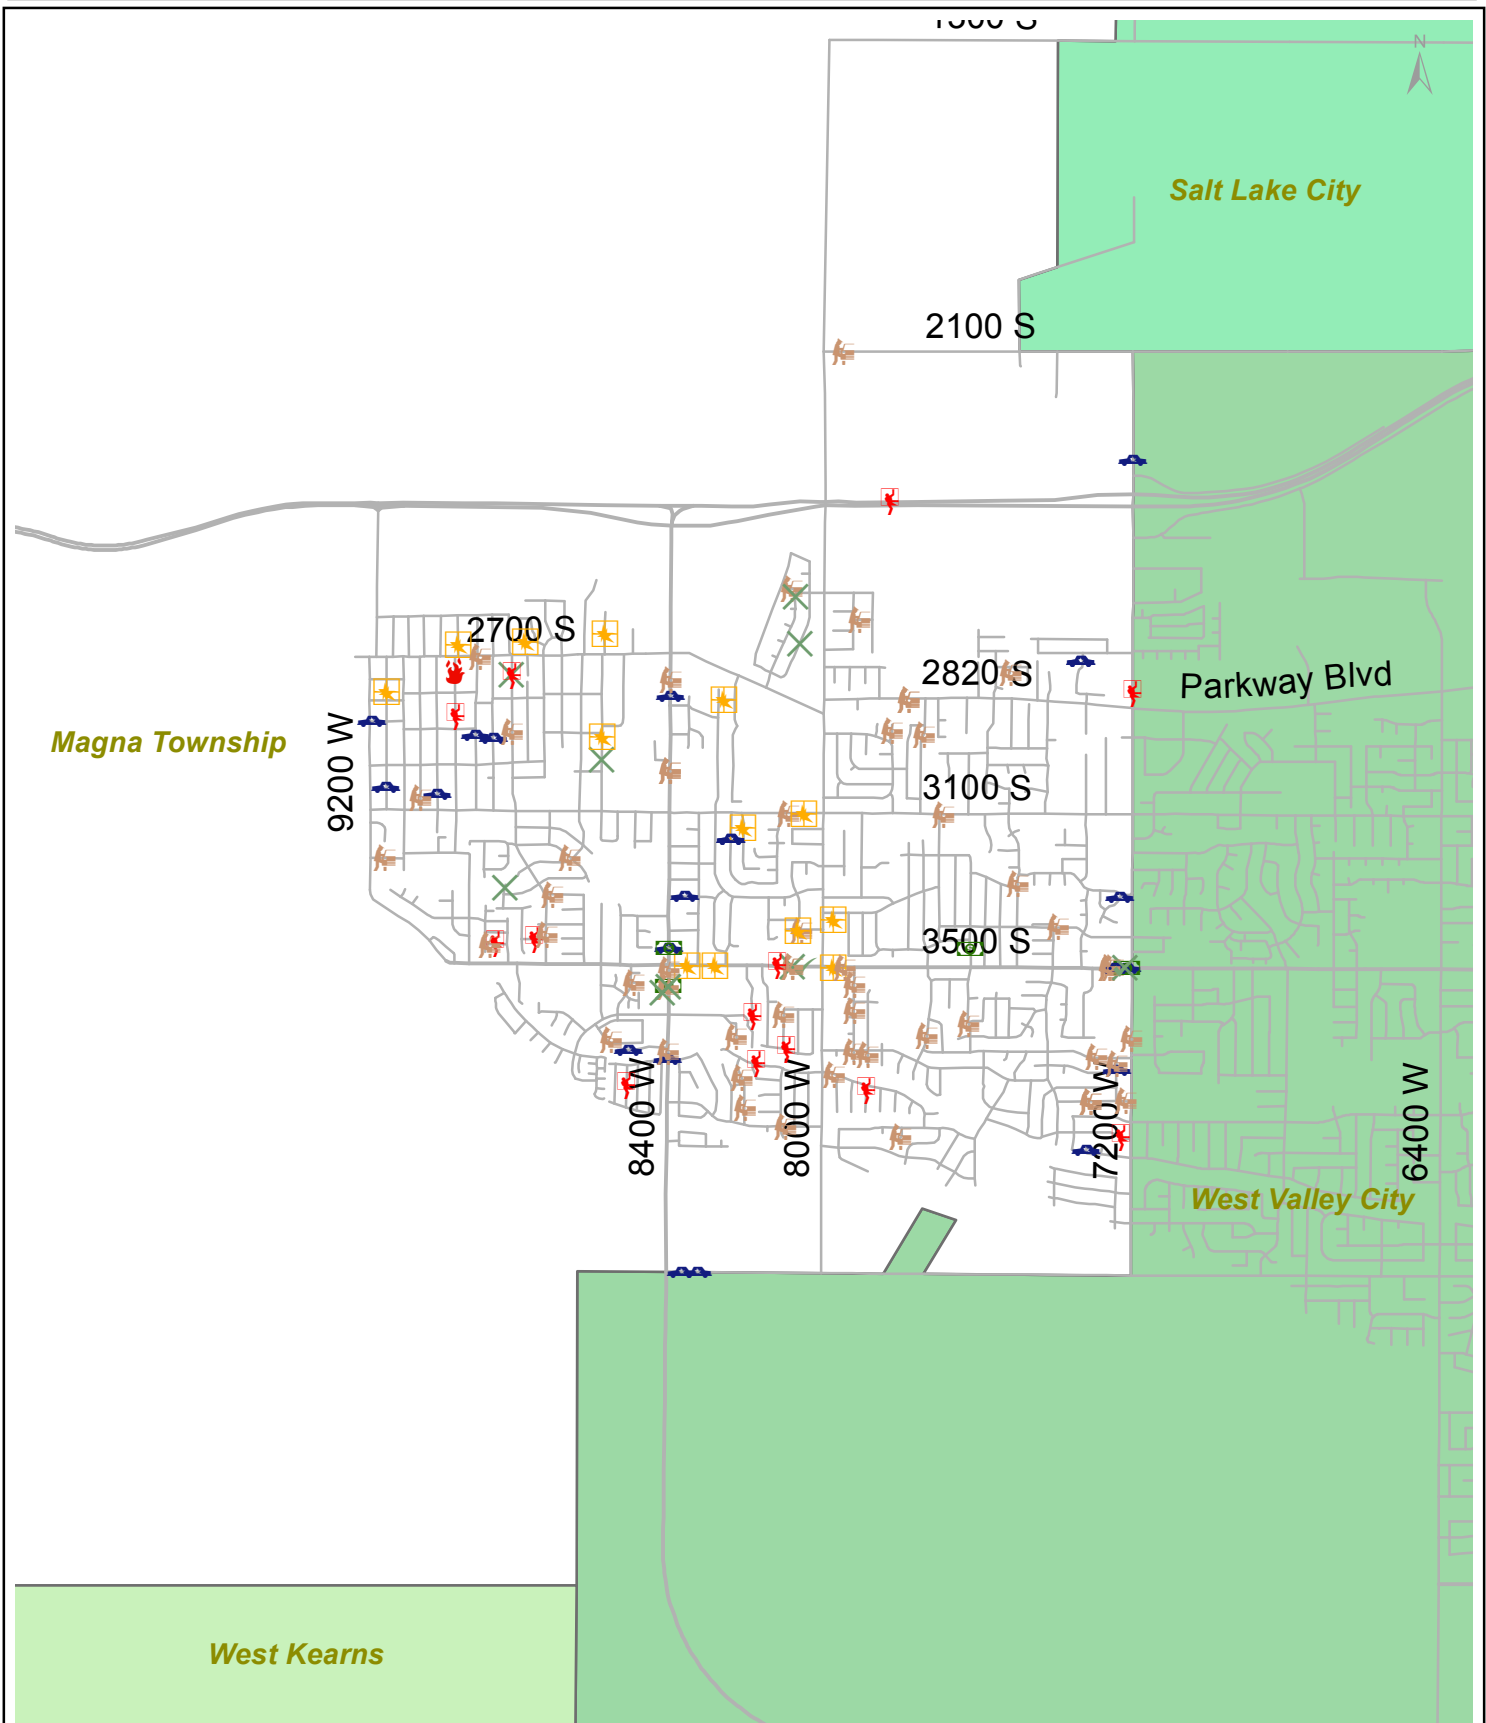 N
Salt Lake City
2100 S
2700 S
2820 S
Parkway Blvd
Magna Township
9200 W
3100 S
3500 S
8400 W
8000 W
7200 W
6400 W
West Valley City
West Kearns